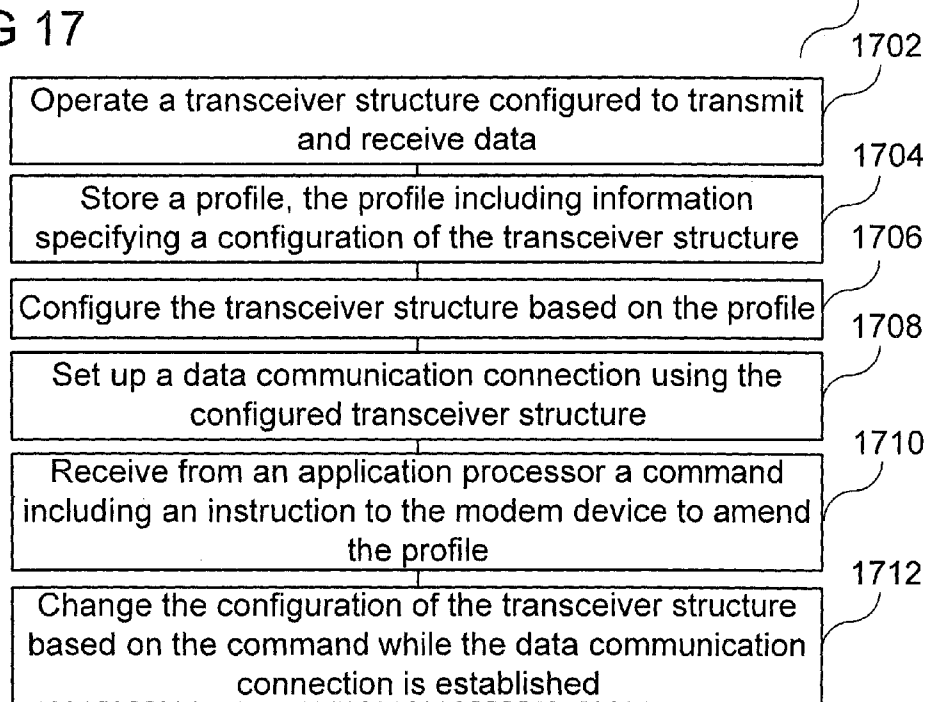 G 17
1702
Operate a transceiver structure configured to transmit
and receive data
1704
Store a profile, the profile including information
specifying a configuration of the transceiver structure
1706
Configure the transceiver structure based on the profile
1708
Set up a data communication connection using the
configured transceiver structure
1710
Receive from an application processor a command
including an instruction to the modem device to amend
the profile
1712
Change the configuration of the transceiver structure
based on the command while the data communication
connection is established